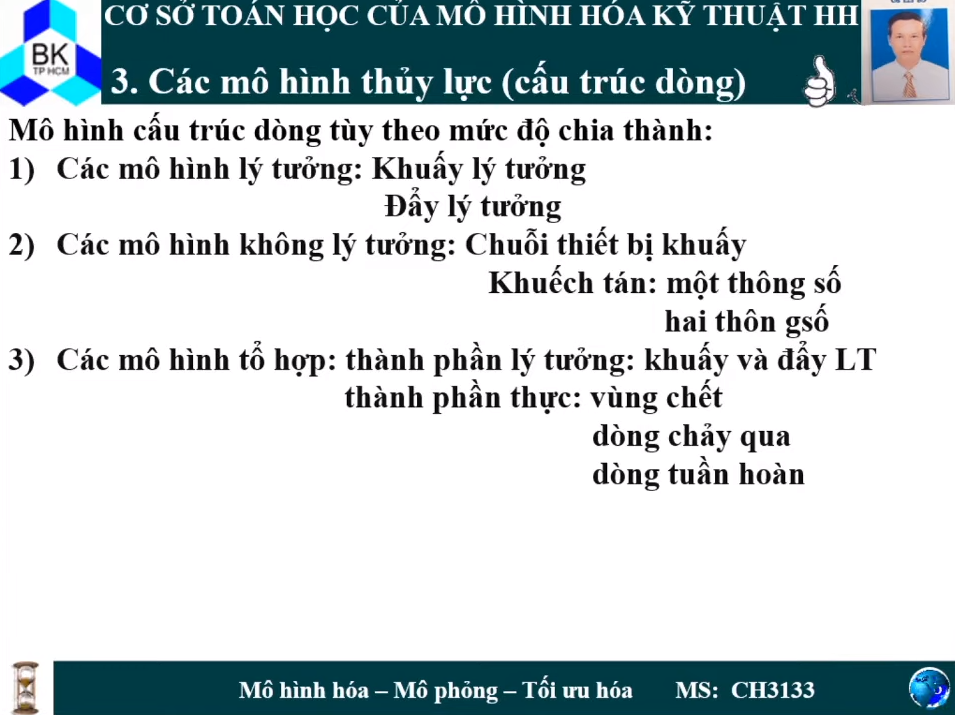 CƠ SỞ TOÁN HỌC CỦA MÔ HÌNH HÓA KỸ THUẬT HH
BK
TP HCM
3. Các mô hình thủy lực (cấu trúc dòng)
Mô hình cấu trúc dòng tùy theo mức độ chia thành:
1) Các mô hình lý tưởng: Khuấy lý tưởng
Đẩy lý tưởng
2) Các mô hình không lý tưởng: Chuỗi thiết bị khuấy
Khuếch tán: một thông số
hai thôn gsố
3) Các mô hình tổ hợp: thành phần lý tưởng: khuấy và đẩy LT
thành phần thực: vùng chết
dòng chảy qua
dòng tuần hoàn
Mô hình hóa – Mô phỏng – Tối ưu hóa MS: CH3133